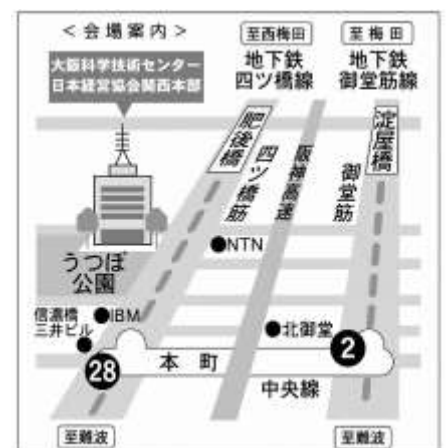 ＜会場案内＞
大阪科学技術センター
日本経営協会関西本部
至西梅田
地下鉄
四ツ橋線
至梅田
地下鉄
御堂筋線
肥後橋
四ツ橋筋
阪神高速
御堂筋
淀屋橋
●NTN
うつぼ
公園
信濃橋
三井ビル
●IBM
●北御堂
2
28
本町
中央線
至難波
至難波